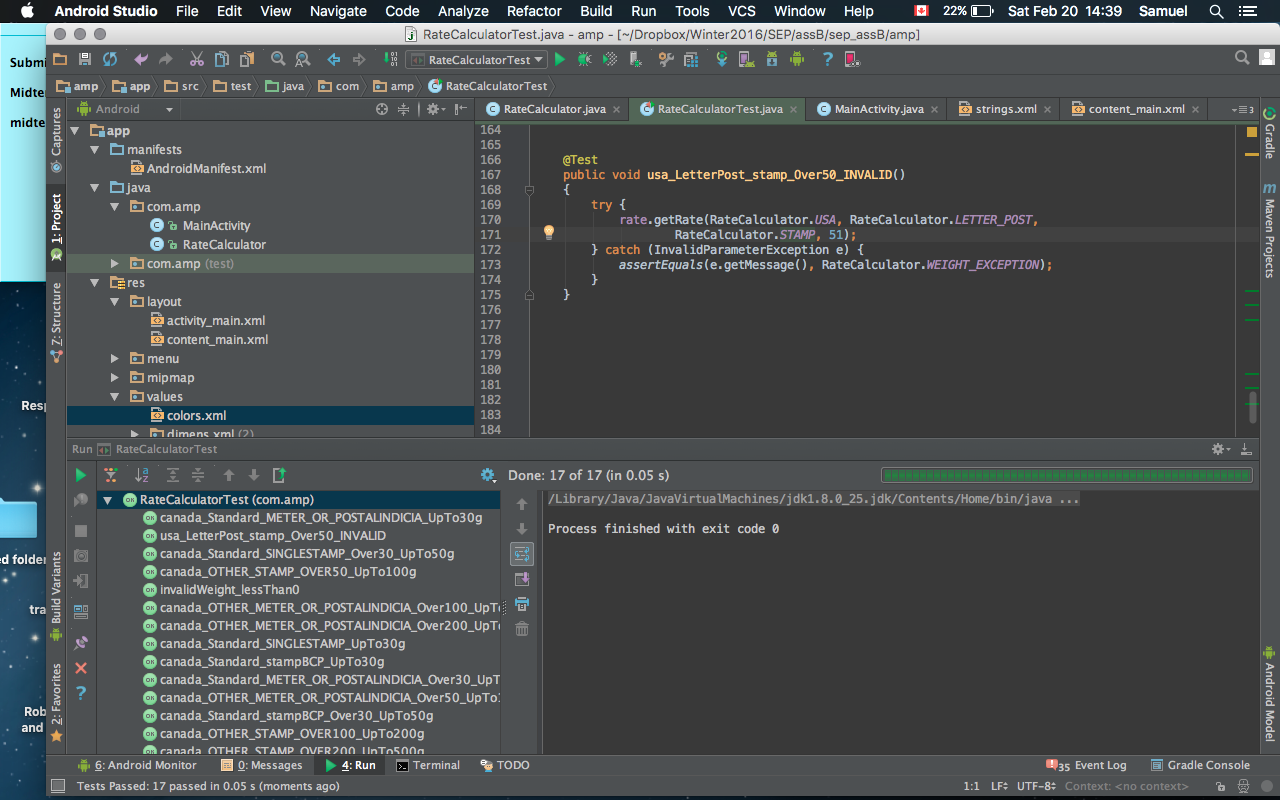 Android Studio File Edit View Navigate Code Analyze Refactor Build Run Tools VCS Window Help 22% Sat Feb 20 14:39 Samuel
RateCalculatorTest.java - amp - [~/Dropbox/Winter2016/SEP/assB/sep_assB/amp]
RateCalculatorTest
amp app src test java com amp RateCalculatorTest
Android
RateCalculator.java RateCalculatorTest.java MainActivity.java strings.xml content_main.xml
Submi
Midte
midte
Resp
ed folder
tra
Rob
and
Captures
1: Project
Z: Structure
Build Variants
2: Favorites
app
manifests
AndroidManifest.xml
java
com.amp
MainActivity
RateCalculator
com.amp (test)
res
layout
activity_main.xml
content_main.xml
menu
mipmap
values
colors.xml
dimens.xml (2)
164
165
166 @Test
167 public void usa_LetterPost_stamp_Over50_INVALID()
168 {
169 try {
170 rate.getRate(RateCalculator.USA, RateCalculator.LETTER_POST,
171 RateCalculator.STAMP, 51);
172 } catch (InvalidParameterException e) {
173 assertEquals(e.getMessage(), RateCalculator.WEIGHT_EXCEPTION);
174 }
175 }
176
177
178
179
180
181
182
183
184
Gradle
Maven Projects
Android Model
Run RateCalculatorTest
Done: 17 of 17 (in 0.05 s)
RateCalculatorTest (com.amp)
canada_Standard_METER_OR_POSTALINDICIA_UpTo30g
usa_LetterPost_stamp_Over50_INVALID
canada_Standard_SINGLESTAMP_Over30_UpTo50g
canada_OTHER_STAMP_OVER50_UpTo100g
invalidWeight_lessThan0
canada_OTHER_METER_OR_POSTALINDICIA_Over100_UpT
canada_OTHER_METER_OR_POSTALINDICIA_Over200_UpT
canada_Standard_SINGLESTAMP_UpTo30g
canada_Standard_stampBCP_UpTo30g
canada_Standard_METER_OR_POSTALINDICIA_Over30_UpT
canada_OTHER_METER_OR_POSTALINDICIA_Over50_UpTo
canada_Standard_stampBCP_Over30_UpTo50g
canada_OTHER_STAMP_OVER100_UpTo200g
canada_OTHER_STAMP_OVER200_UpTo500g
/Library/Java/JavaVirtualMachines/jdk1.8.0_25.jdk/Contents/Home/bin/java ...
Process finished with exit code 0
6: Android Monitor 0: Messages 4: Run Terminal TODO 35 Event Log Gradle Console
Tests Passed: 17 passed in 0.05 s (moments ago) 1:1 LF UTF-8 Context: <no context>